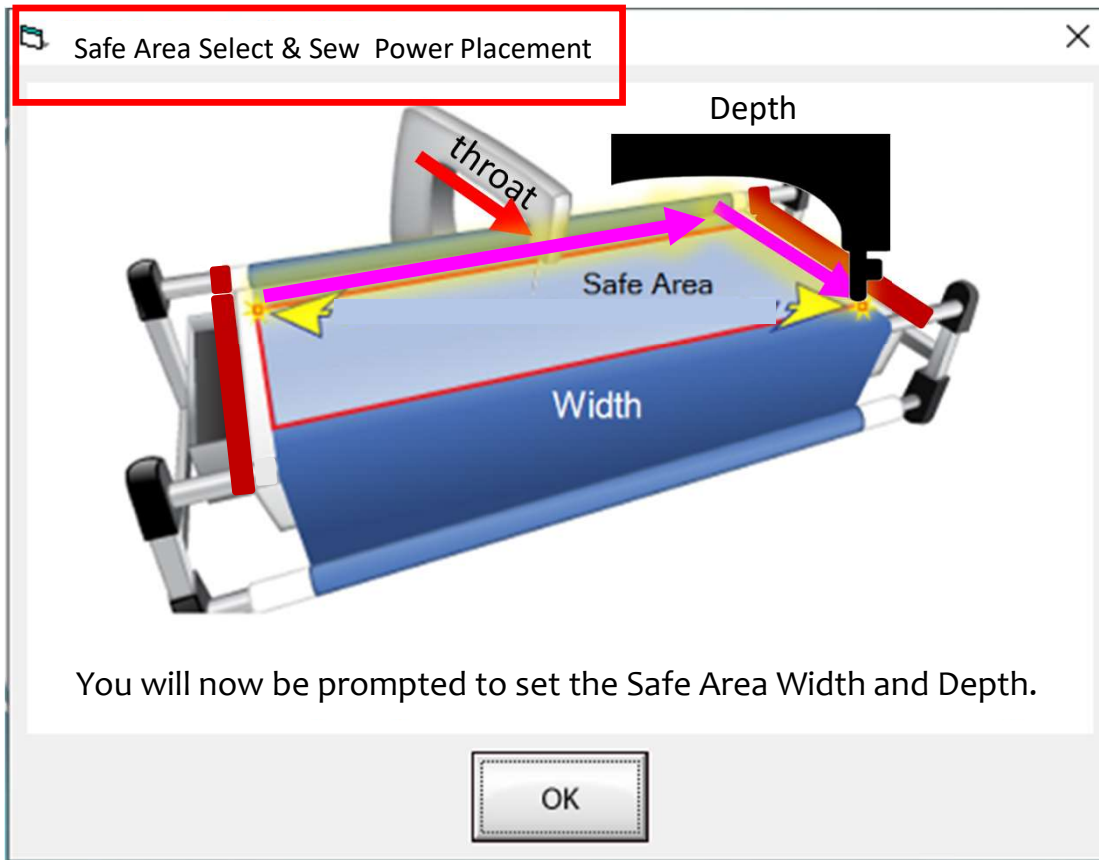 Safe Area Select & Sew  Power Placement
Depth
throat
Safe Area
Width
You will now be prompted to set the Safe Area Width and Depth.
OK